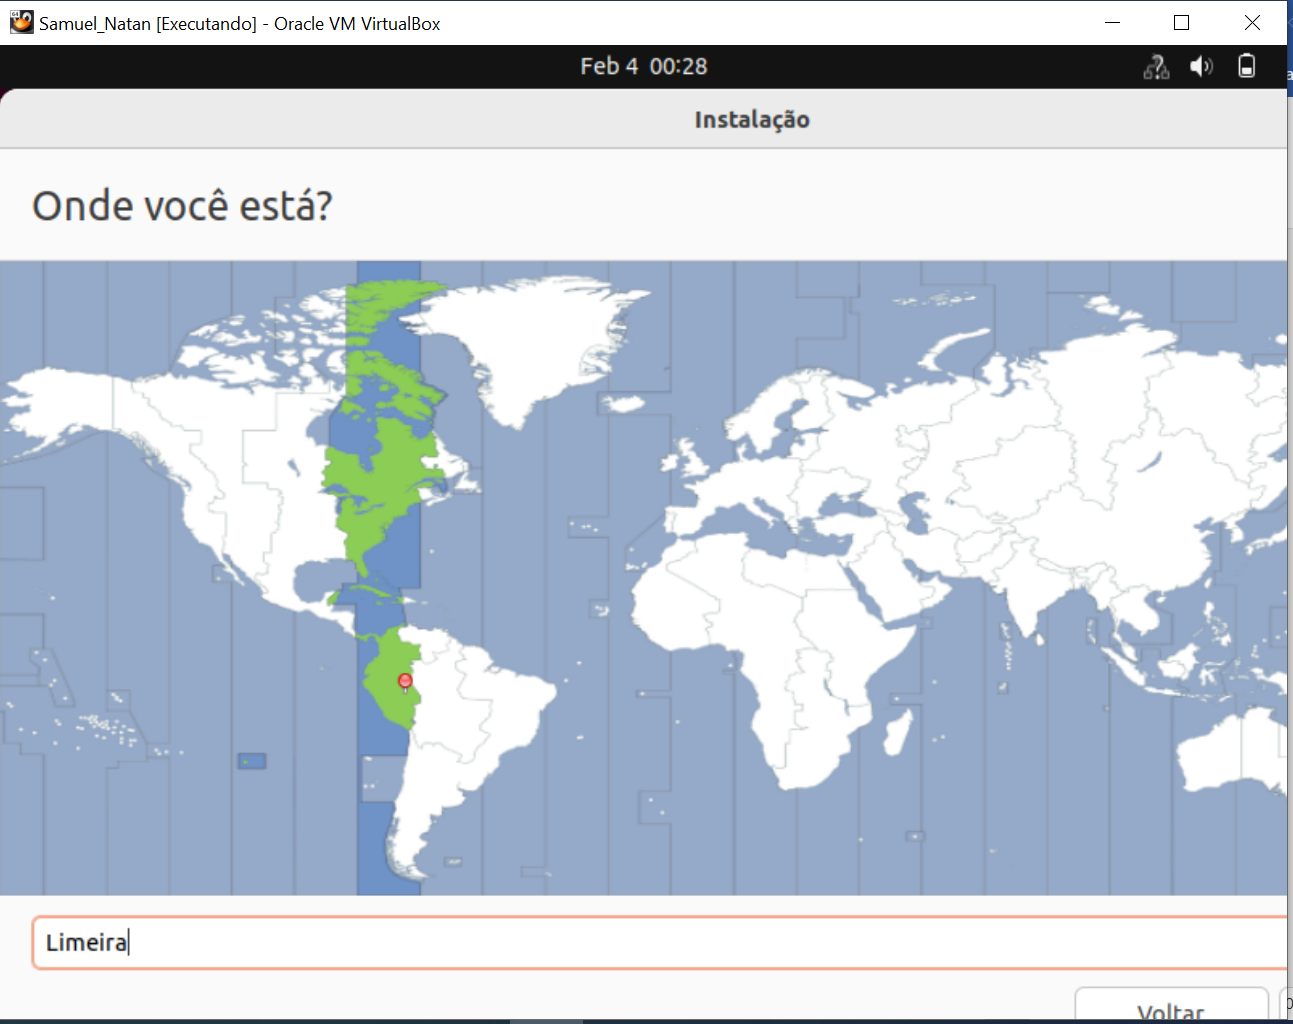 Samuel_Natan [Executando] - Oracle VM VirtualBox
Feb 4 00:28
Instalação
Onde você está?
Limeira
Voltar